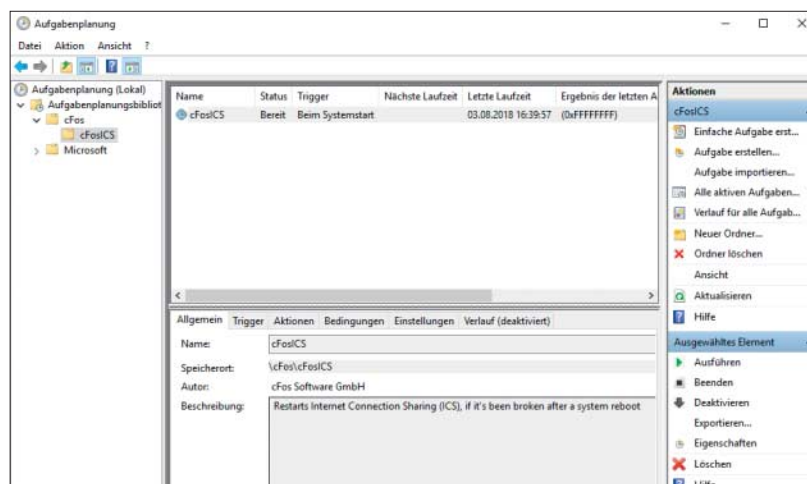 Aufgabenplanung
Datei Aktion Ansicht ?
Aufgabenplanung (Lokal)
Aufgabenplanungsbibliot
cFos
cFosICS
Microsoft
Name Status Trigger Nächste Laufzeit Letzte Laufzeit Ergebnis der letzten A
cFosICS Bereit Beim Systemstart 03.08.2018 16:39:57 (0xFFFFFFFF)
Allgemein Trigger Aktionen Bedingungen Einstellungen Verlauf (deaktiviert)
Name: cFosICS
Speicherort: \cFos\cFosICS
Autor: cFos Software GmbH
Beschreibung: Restarts Internet Connection Sharing (ICS), if it's been broken after a system reboot
Aktionen
cFosICS
Einfache Aufgabe erst...
Aufgabe erstellen...
Aufgabe importieren...
Alle aktiven Aufgaben...
Verlauf für alle Aufgab...
Neuer Ordner...
Ordner löschen
Ansicht
Aktualisieren
Hilfe
Ausgewähltes Element
Ausführen
Beenden
Deaktivieren
Exportieren...
Eigenschaften
Löschen
Hilfe